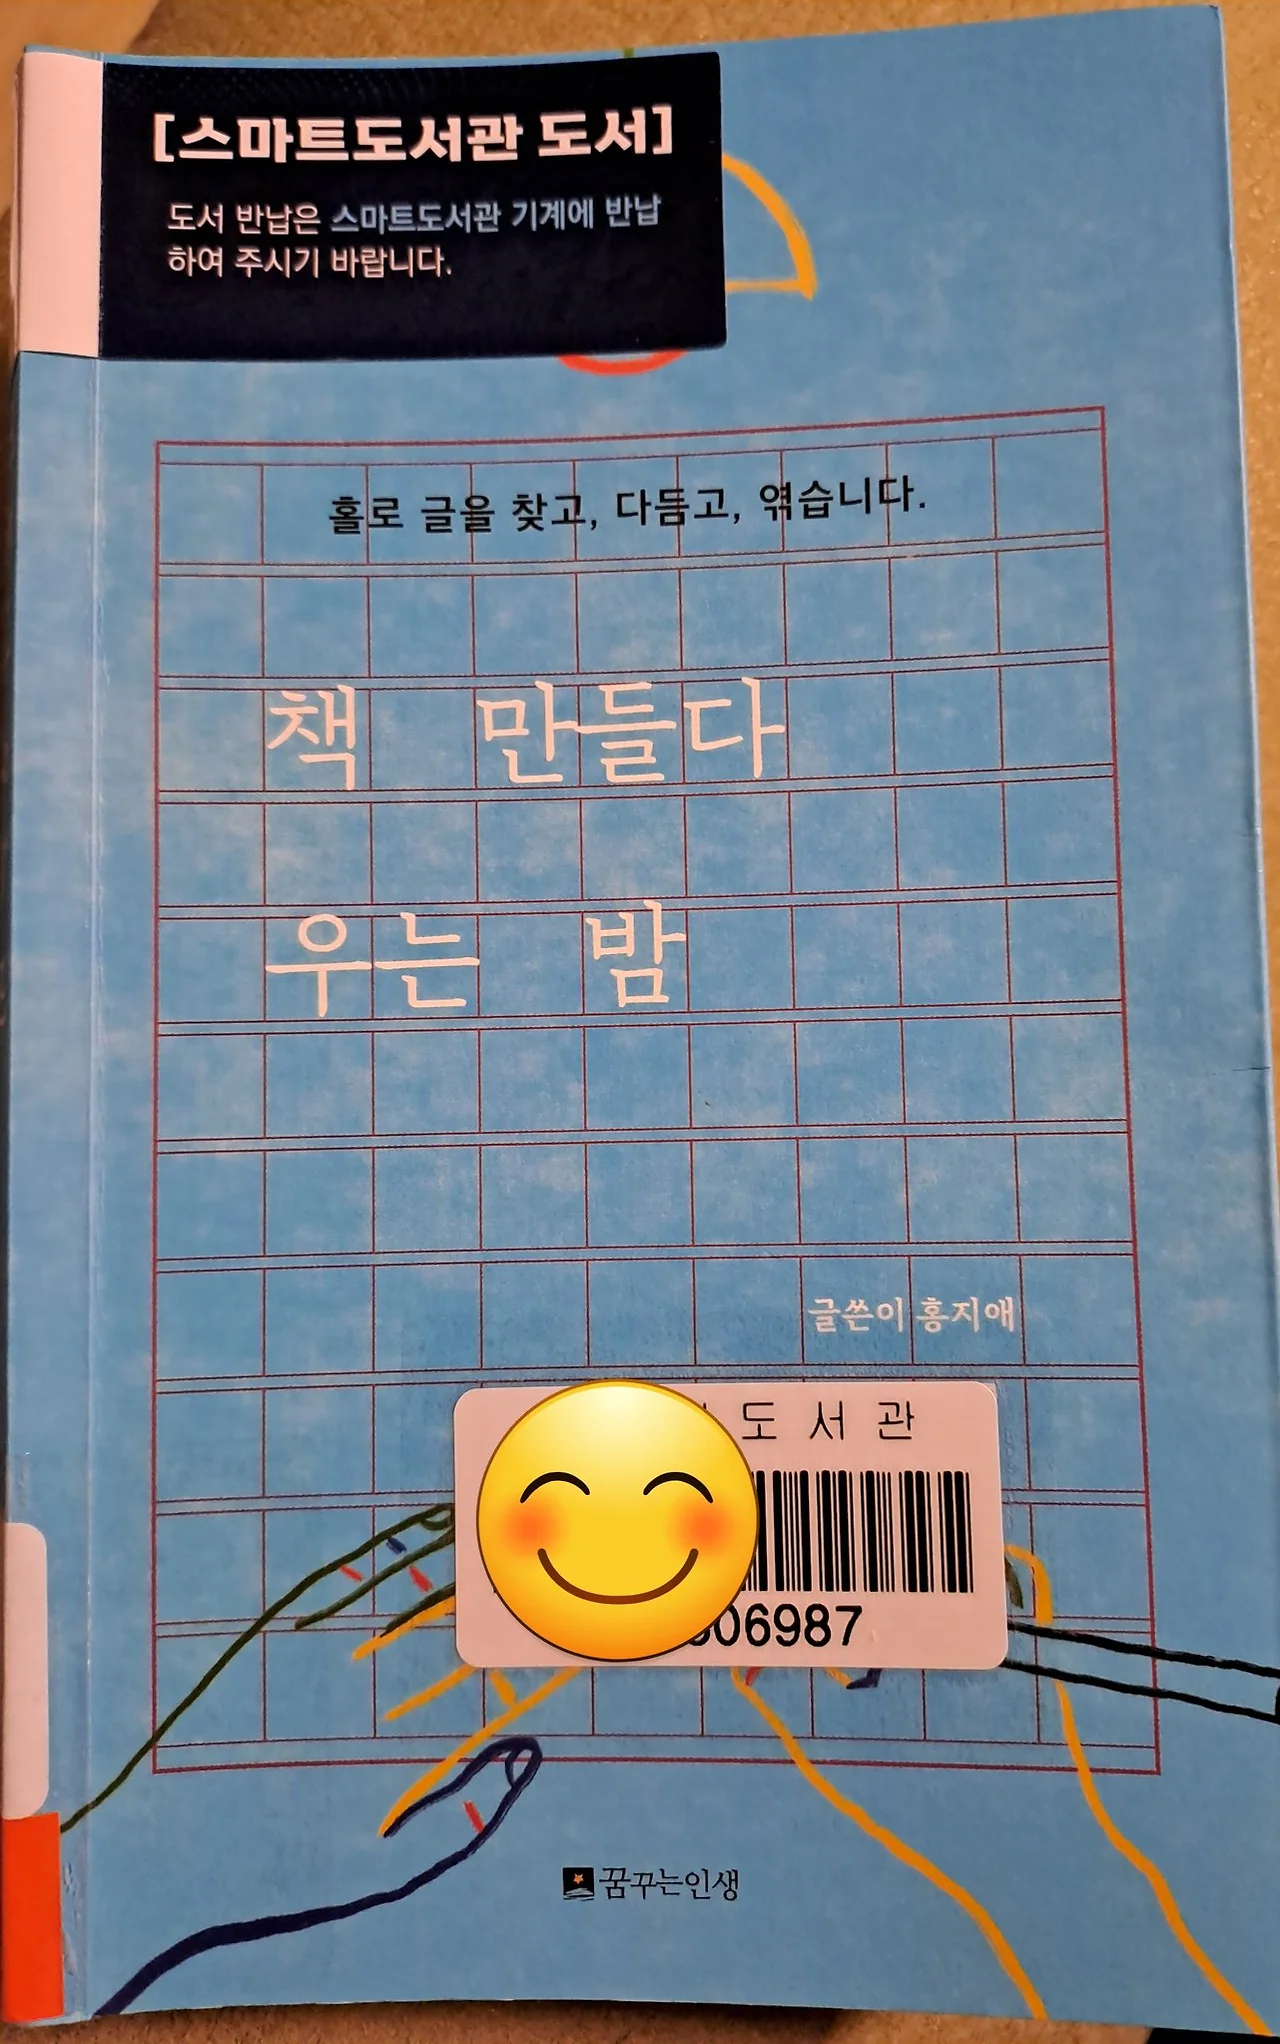 [스마트도서관 도서]
도서 반납은 스마트도서관 기계에 반납
하여 주시기 바랍니다.
홀로 글을 찾고, 다듬고, 엮습니다.
책 만들다
우는 밤
글쓴이 홍지애
도서관
06987
꿈꾸는인생